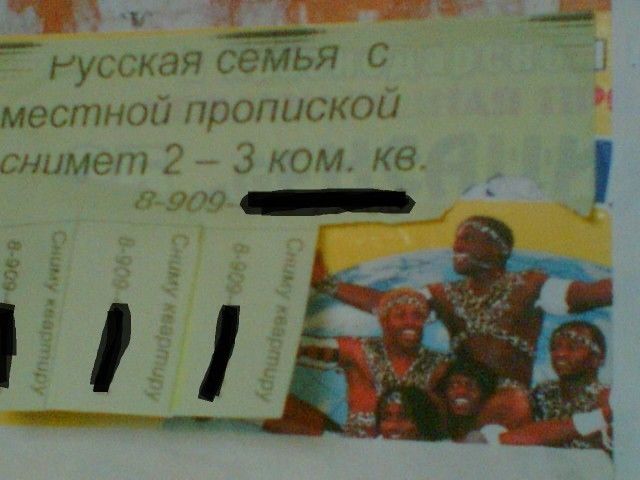 Русская семья с
местной пропиской
снимет 2 – 3 ком. кв.
8-909-
Сниму квартиру
8-909-
Сниму квартиру
8-909-
Сниму квартиру
8-909-